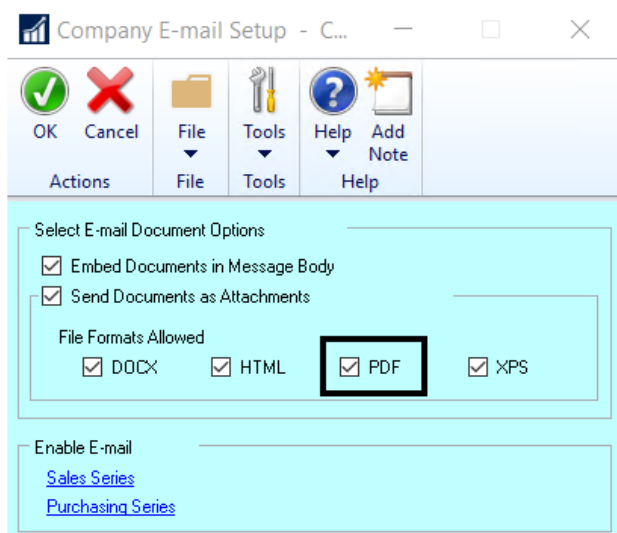 Company E-mail Setup - C...
OK Cancel File Tools Help Add Note
Actions File Tools Help
Select E-mail Document Options
Embed Documents in Message Body
Send Documents as Attachments
File Formats Allowed
DOCX HTML PDF XPS
Enable E-mail
Sales Series
Purchasing Series